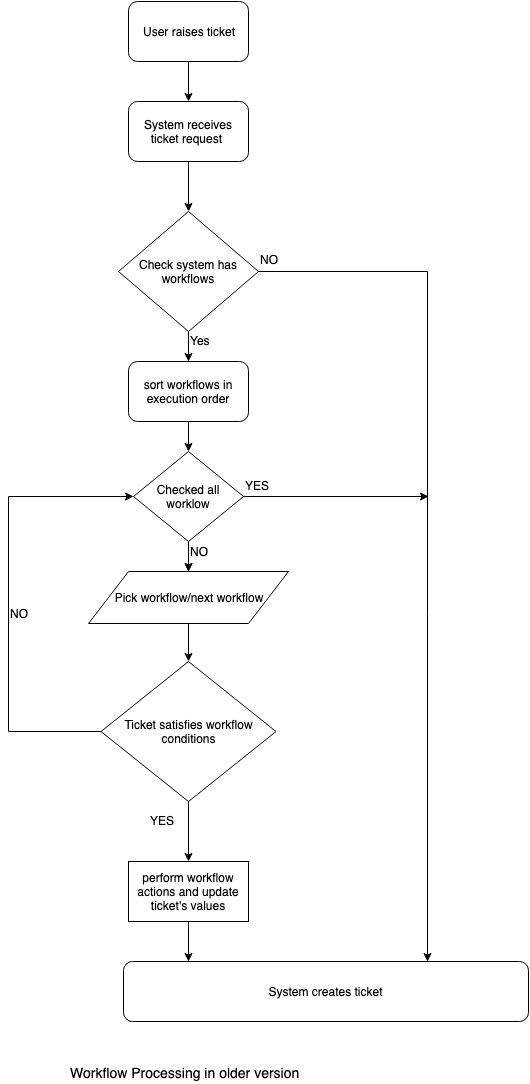 User raises ticket
System receives
ticket request
Check system has
workflows
NO
Yes
sort workflows in
execution order
Checked all
worklow
YES
NO
Pick workflow/next workflow
NO
Ticket satisfies workflow
conditions
YES
perform workflow
actions and update
ticket's values
System creates ticket
Workflow Processing in older version